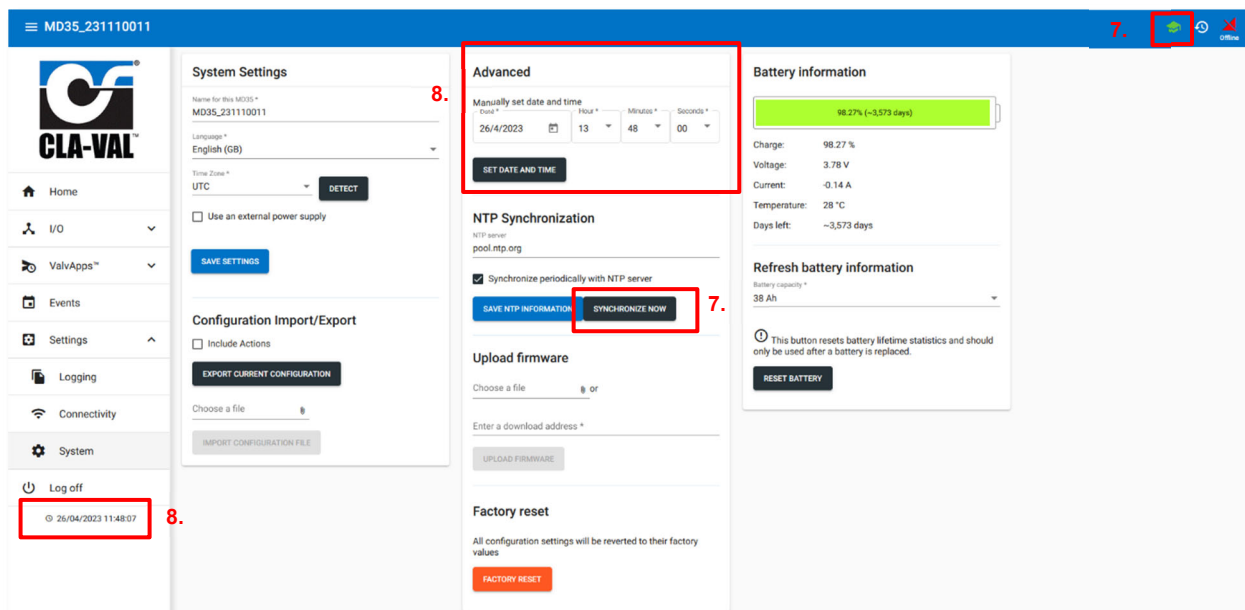 MD35_231110011
7.
Offline
CLA-VAL™
Home
I/O
ValvApps™
Events
Settings
Logging
Connectivity
System
Log off
26/04/2023 11:48:07
8.
System Settings
Name for this MD35 *
MD35_231110011
Language *
English (GB)
Time Zone *
UTC
DETECT
Use an external power supply
SAVE SETTINGS
Configuration Import/Export
Include Actions
EXPORT CURRENT CONFIGURATION
Choose a file
IMPORT CONFIGURATION FILE
8.
Advanced
Manually set date and time
Date * Hour * Minutes * Seconds *
26/4/2023 13 48 00
SET DATE AND TIME
NTP Synchronization
NTP server
pool.ntp.org
Synchronize periodically with NTP server
SAVE NTP INFORMATION SYNCHRONIZE NOW
7.
Upload firmware
Choose a file or
Enter a download address *
UPLOAD FIRMWARE
Factory reset
All configuration settings will be reverted to their factory
values
FACTORY RESET
Battery information
98.27% (~3,573 days)
Charge: 98.27 %
Voltage: 3.78 V
Current: -0.14 A
Temperature: 28 °C
Days left: ~3,573 days
Refresh battery information
Battery capacity *
38 Ah
This button resets battery lifetime statistics and should
only be used after a battery is replaced.
RESET BATTERY